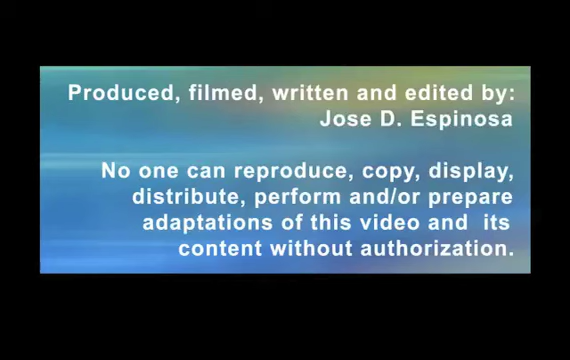 Produced, filmed, written and edited by:
Jose D. Espinosa
No one can reproduce, copy, display,
distribute, perform and/or prepare
adaptations of this video and its
content without authorization.